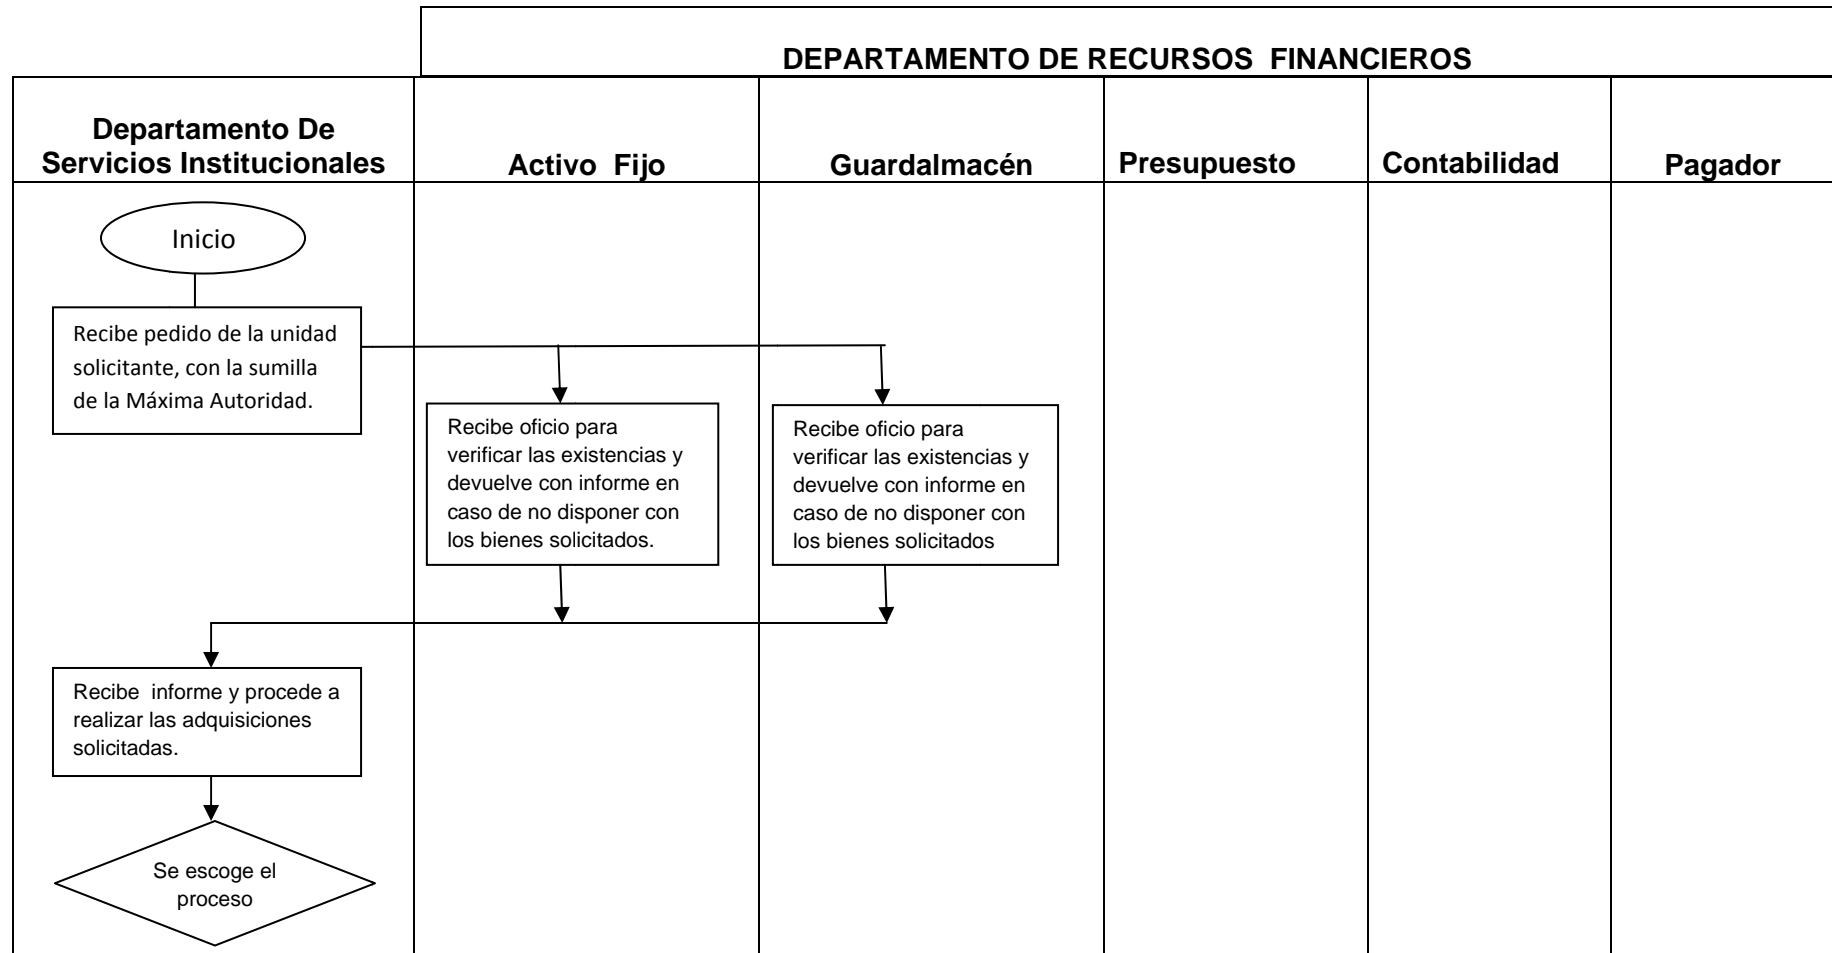 DEPARTAMENTO DE RECURSOS FINANCIEROS
Departamento De
Servicios Institucionales
Activo Fijo
Guardalmacén
Presupuesto
Contabilidad
Pagador
Inicio
Recibe pedido de la unidad
solicitante, con la sumilla
de la Máxima Autoridad.
Recibe oficio para
verificar las existencias y
devuelve con informe en
caso de no disponer con
los bienes solicitados.
Recibe oficio para
verificar las existencias y
devuelve con informe en
caso de no disponer con
los bienes solicitados
Recibe informe y procede a
realizar las adquisiciones
solicitadas.
Se escoge el
proceso